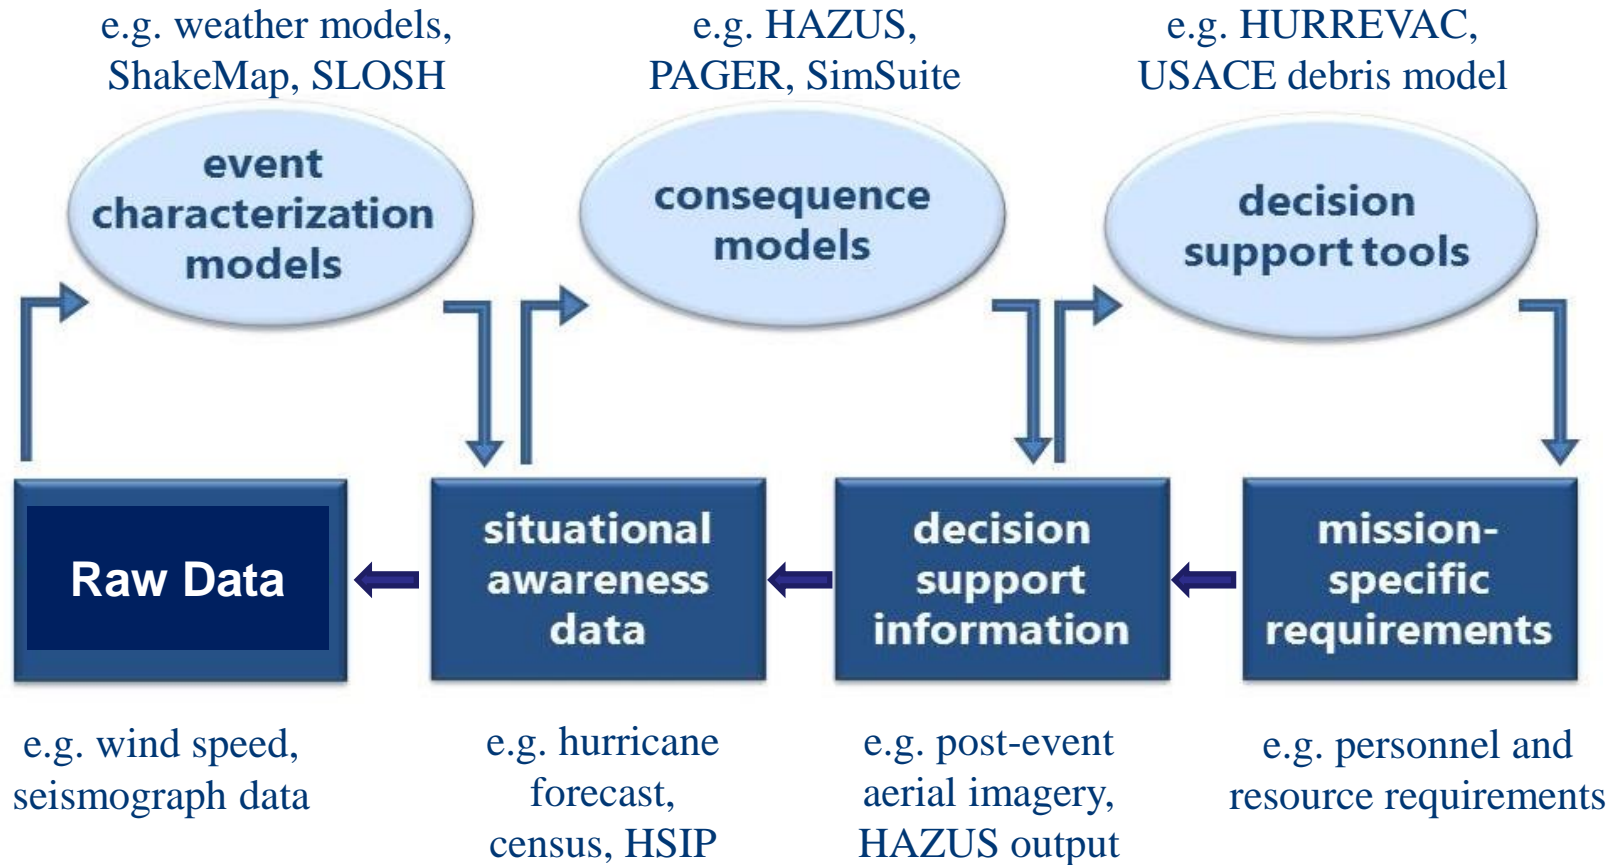 e.g. weather models,
ShakeMap, SLOSH
e.g. HAZUS,
PAGER, SimSuite
e.g. HURREVAC,
USACE debris model
event
characterization
models
consequence
models
decision
support tools
Raw Data
situational
awareness
data
decision
support
information
mission-
specific
requirements
e.g. wind speed,
seismograph data
e.g. hurricane
forecast,
census, HSIP
e.g. post-event
aerial imagery,
HAZUS output
e.g. personnel and
resource requirements